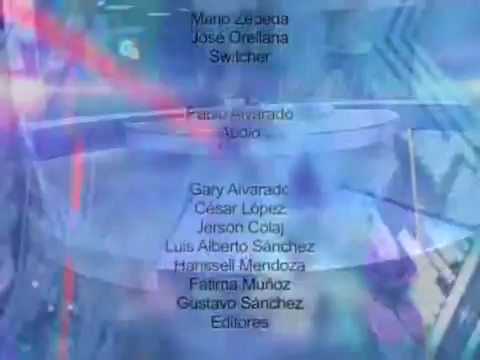 Mario Zepeda
José Orellana
Switcher
Pablo Alvarado
Audio
Gary Alvarado
César López
Jerson Colaj
Luis Alberto Sánchez
Hanssell Mendoza
Fátima Muñoz
Gustavo Sánchez
Editores